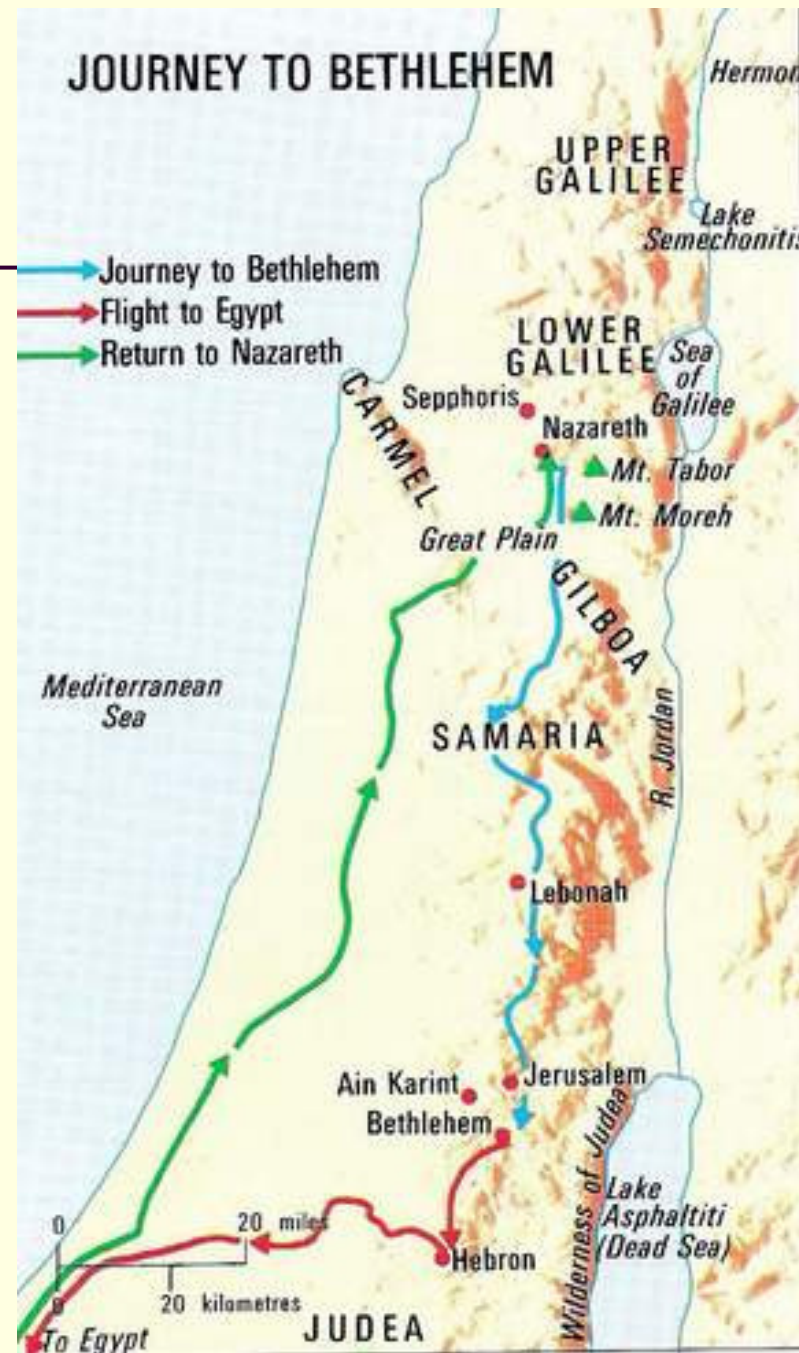 JOURNEY TO BETHLEHEM
Hermon
UPPER
GALILEE
Lake
Semechonitis
Journey to Bethlehem
Flight to Egypt
Return to Nazareth
LOWER
GALILEE
Sea
of
Galilee
CARMEL
Sepphoris
Nazareth
Mt. Tabor
Mt. Moreh
Great Plain
GILBOA
Mediterranean
Sea
SAMARIA
R. Jordan
Lebonah
Ain Karint
Jerusalem
Bethlehem
Wilderness of Judea
Lake
Asphaltiti
(Dead Sea)
0
20 miles
Hebron
0
20 kilometres
JUDEA
To Egypt